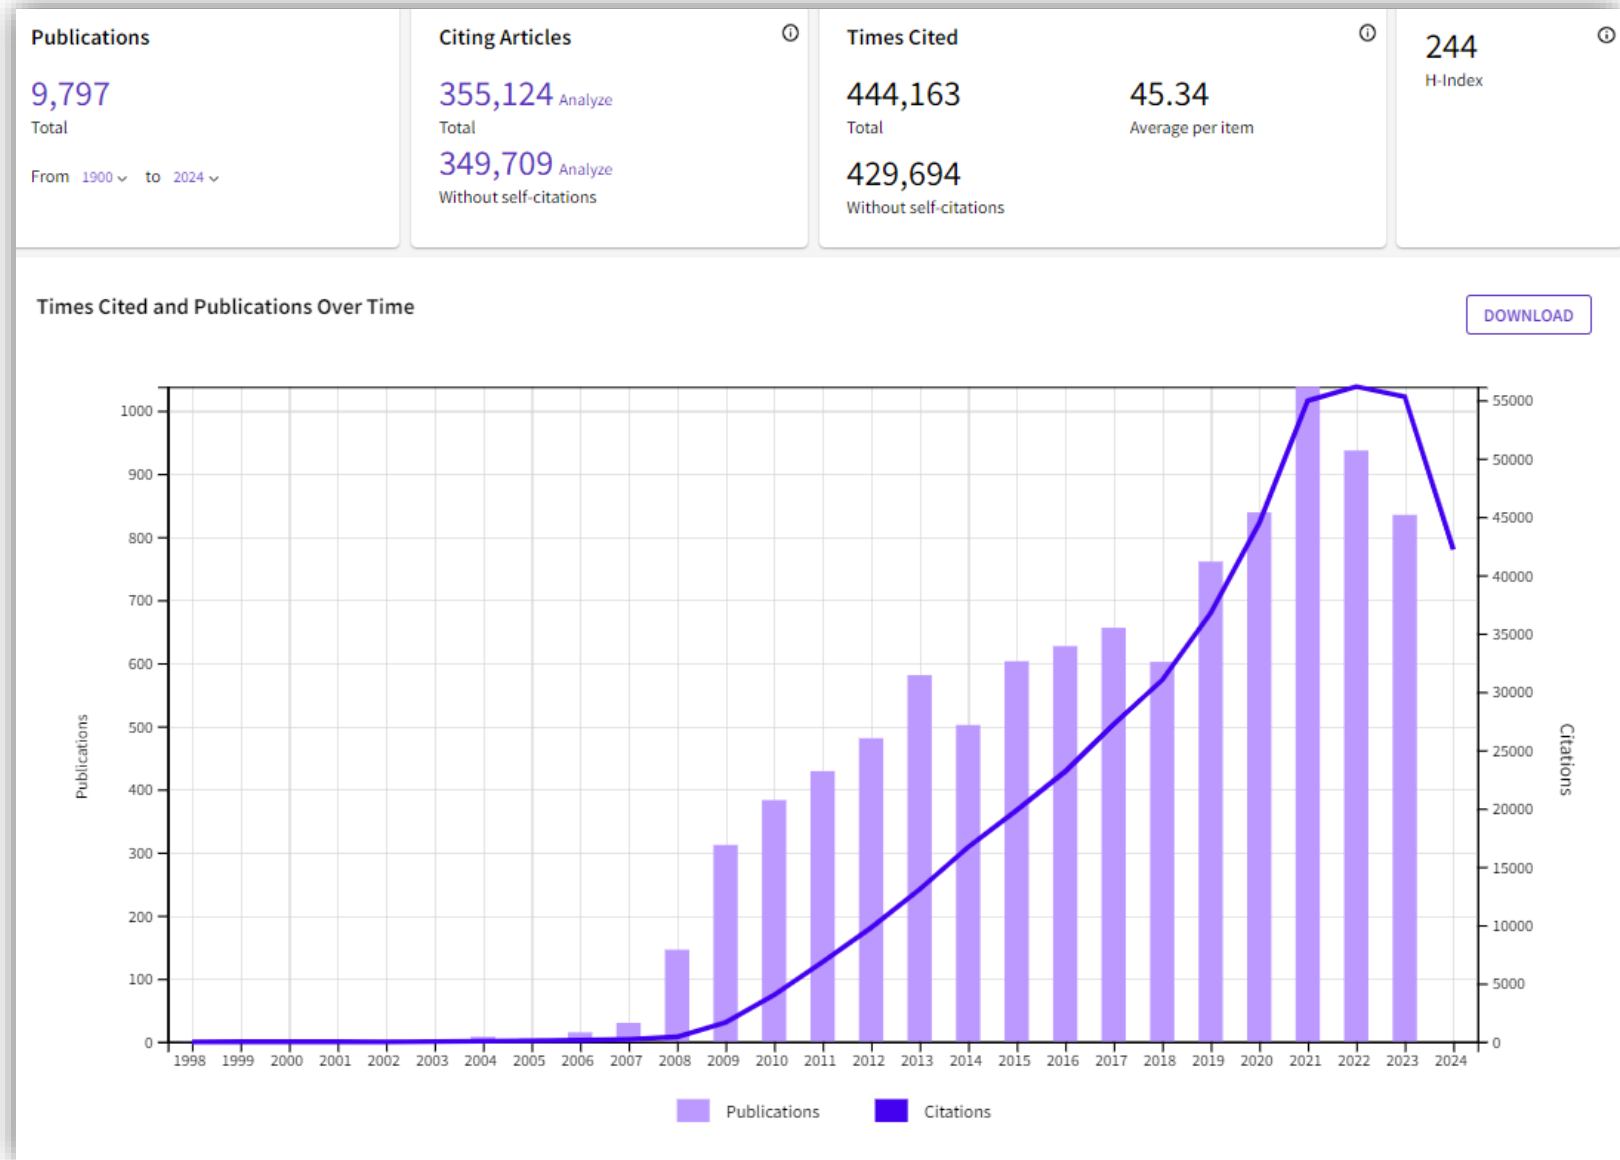 Publications
9,797
Total
From 1900 to 2024
Citing Articles
355,124 Analyze
Total
349,709 Analyze
Without self-citations
Times Cited
444,163
Total
45.34
Average per item
429,694
Without self-citations
244
H-Index
Times Cited and Publications Over Time
DOWNLOAD
1000
900
800
700
600
500
400
300
200
100
0
Publications
55000
50000
45000
40000
35000
30000
25000
20000
15000
10000
5000
0
Citations
1998 1999 2000 2001 2002 2003 2004 2005 2006 2007 2008 2009 2010 2011 2012 2013 2014 2015 2016 2017 2018 2019 2020 2021 2022 2023 2024
Publications Citations